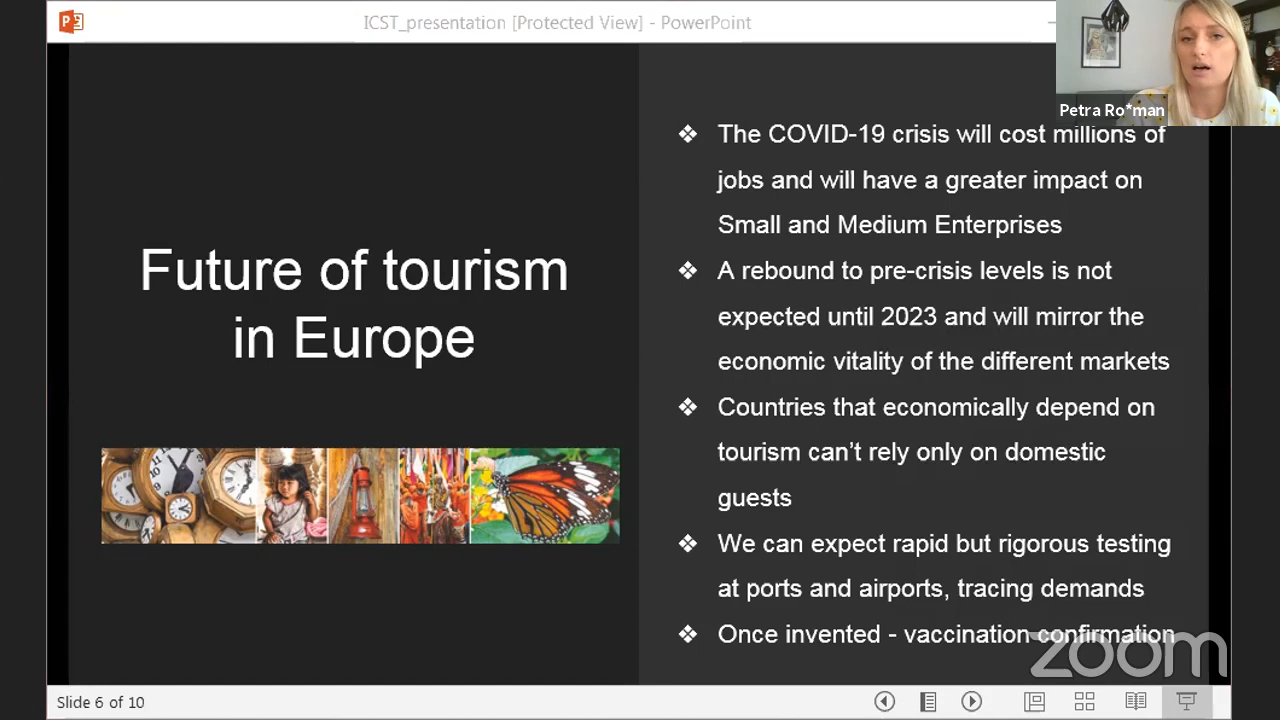 ICST_presentation [Protected View] - PowerPoint
Petra Ro*man
Future of tourism
in Europe
❖ The COVID-19 crisis will cost millions of
jobs and will have a greater impact on
Small and Medium Enterprises
❖ A rebound to pre-crisis levels is not
expected until 2023 and will mirror the
economic vitality of the different markets
❖ Countries that economically depend on
tourism can’t rely only on domestic
guests
❖ We can expect rapid but rigorous testing
at ports and airports, tracing demands
❖ Once invented - vaccination confirmation
zoom
Slide 6 of 10